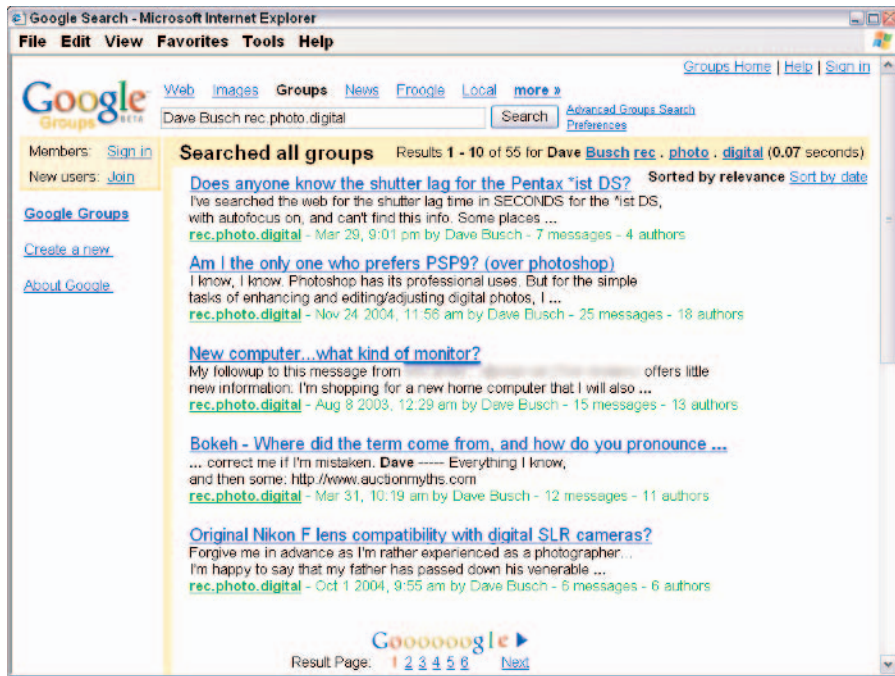 Google Search - Microsoft Internet Explorer
File Edit View Favorites Tools Help
Groups Home | Help | Sign in
Google
Groups BETA
Web Images Groups News Froogle Local more »
Dave Busch rec.photo.digital Search Advanced Groups Search
Preferences
Members: Sign in
New users: Join
Google Groups
Create a new
About Google
Searched all groups Results 1 - 10 of 55 for Dave Busch rec . photo . digital (0.07 seconds)
Sorted by relevance Sort by date
Does anyone know the shutter lag for the Pentax *ist DS?
I've searched the web for the shutter lag time in SECONDS for the *ist DS,
with autofocus on, and can't find this info. Some places ...
rec.photo.digital - Mar 29, 9:01 pm by Dave Busch - 7 messages - 4 authors
Am I the only one who prefers PSP9? (over photoshop)
I know, I know. Photoshop has its professional uses. But for the simple
tasks of enhancing and editing/adjusting digital photos, I ...
rec.photo.digital - Nov 24 2004, 11:56 am by Dave Busch - 25 messages - 18 authors
New computer...what kind of monitor?
My followup to this message from offers little
new information: I'm shopping for a new home computer that I will also ...
rec.photo.digital - Aug 8 2003, 12:29 am by Dave Busch - 15 messages - 13 authors
Bokeh - Where did the term come from, and how do you pronounce ...
... correct me if I'm mistaken. Dave ----- Everything I know,
and then some: http://www.auctionmyths.com
rec.photo.digital - Mar 31, 10:19 am by Dave Busch - 12 messages - 11 authors
Original Nikon F lens compatibility with digital SLR cameras?
Forgive me in advance as I'm rather experienced as a photographer...
I'm happy to say that my father has passed down his venerable ...
rec.photo.digital - Oct 1 2004, 9:55 am by Dave Busch - 6 messages - 6 authors
Goooooogle
Result Page: 1 2 3 4 5 6 Next